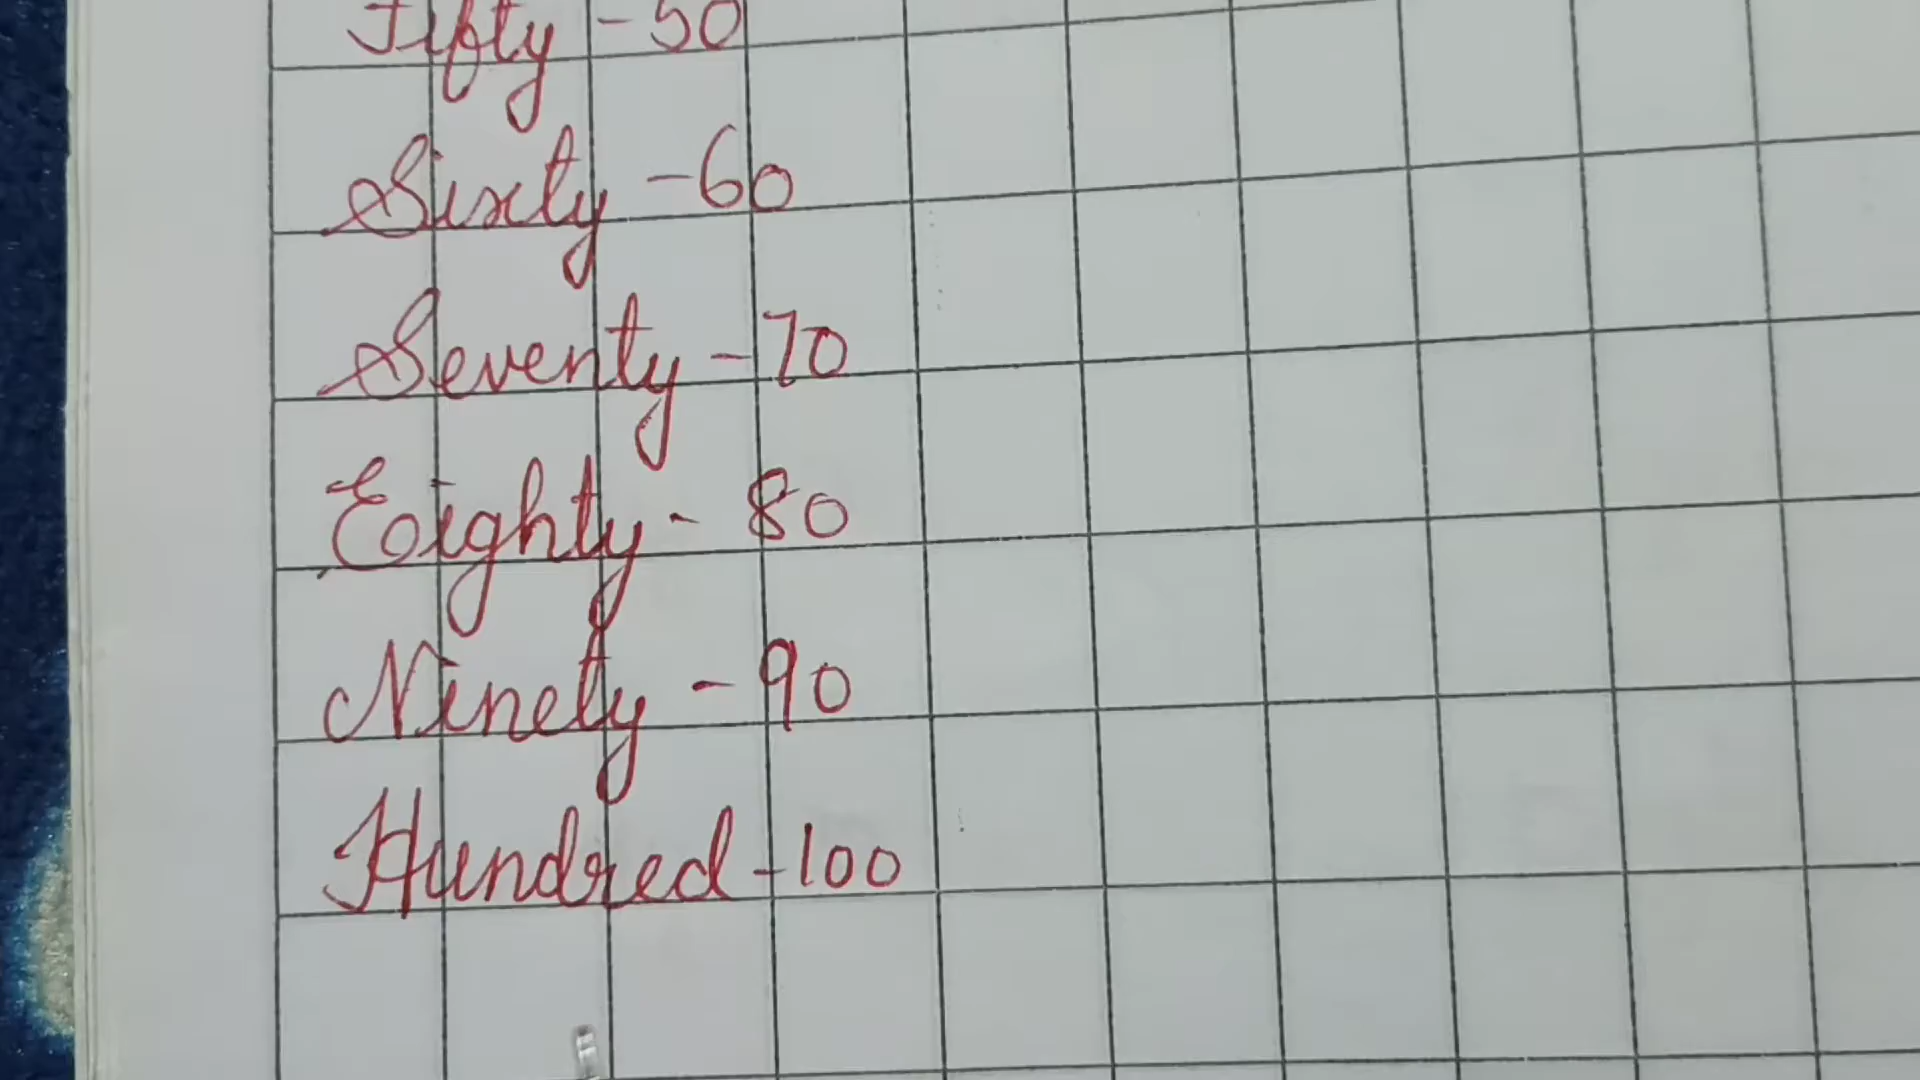 Fifty - 50
Sixty - 60
Seventy - 70
Eighty - 80
Ninety - 90
Hundred - 100